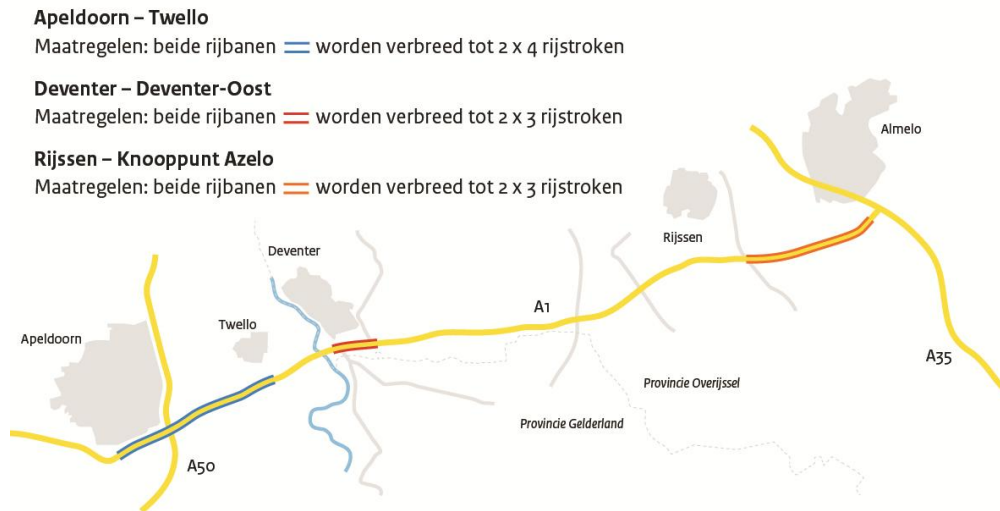 Apeldoorn – Twello
Maatregelen: beide rijbanen worden verbreed tot 2 x 4 rijstroken
Deventer – Deventer-Oost
Maatregelen: beide rijbanen worden verbreed tot 2 x 3 rijstroken
Rijssen – Knooppunt Azelo
Maatregelen: beide rijbanen worden verbreed tot 2 x 3 rijstroken
Almelo
Rijssen
Deventer
A1
Twello
Apeldoorn
A35
Provincie Overijssel
Provincie Gelderland
A50